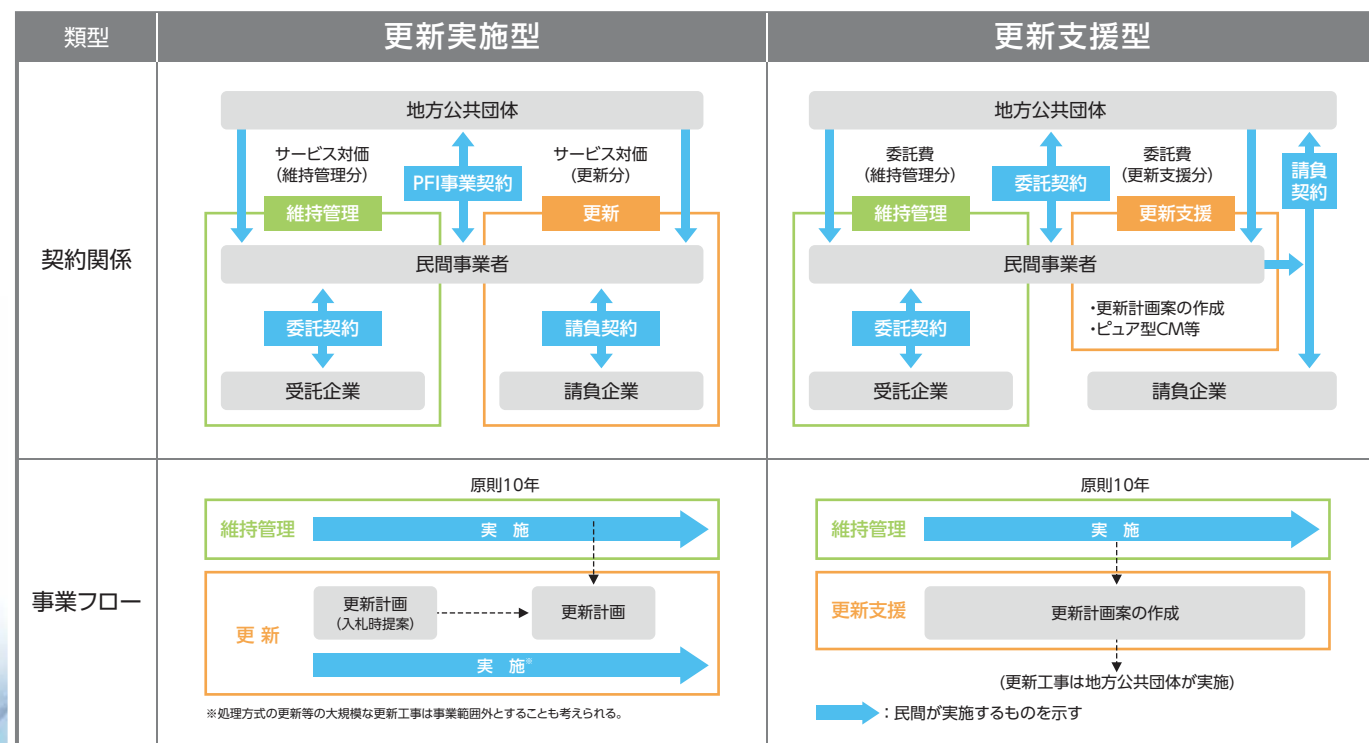 類型
更新実施型
更新支援型
契約関係
地方公共団体
サービス対価
(維持管理分)
PFI事業契約
サービス対価
(更新分)
維持管理
更新
民間事業者
委託契約
請負契約
受託企業
請負企業
地方公共団体
委託費
(維持管理分)
委託契約
委託費
(更新支援分)
請負
契約
維持管理
更新支援
民間事業者
・更新計画案の作成
・ピュア型CM等
委託契約
受託企業
請負企業
事業フロー
原則10年
維持管理
実 施
更新計画
(入札時提案)
更新計画
更 新
実 施※
※処理方式の更新等の大規模な更新工事は事業範囲外とすることも考えられる。
原則10年
維持管理
実 施
更新支援
更新計画案の作成
(更新工事は地方公共団体が実施)
：民間が実施するものを示す